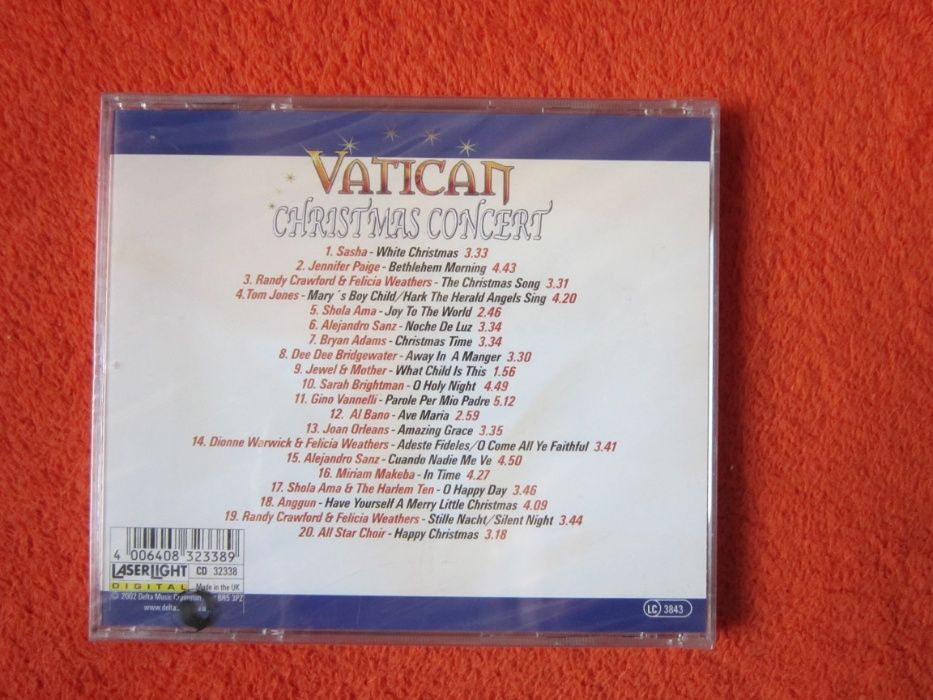 VATICAN
CHRISTMAS CONCERT
1. Sasha - White Christmas 3.33
2. Jennifer Paige - Bethlehem Morning 4.43
3. Randy Crawford & Felicia Weathers - The Christmas Song 3.31
4.Tom Jones - Mary´s Boy Child/Hark The Herald Angels Sing 4.20
5. Shola Ama - Joy To The World 2.46
6. Alejandro Sanz - Noche De Luz 3.34
7. Bryan Adams - Christmas Time 3.34
8. Dee Dee Bridgewater - Away In A Manger 3.30
9. Jewel & Mother - What Child Is This 1.56
10. Sarah Brightman - O Holy Night 4.49
11. Gino Vannelli - Parole Per Mio Padre 5.12
12. Al Bano - Ave Maria 2.59
13. Joan Orleans - Amazing Grace 3.35
14. Dionne Warwick & Felicia Weathers - Adeste Fideles/O Come All Ye Faithful 3.41
15. Alejandro Sanz - Cuando Nadie Me Ve 4.50
16. Miriam Makeba - In Time 4.27
17. Shola Ama & The Harlem Ten - O Happy Day 3.46
18. Anggun - Have Yourself A Merry Little Christmas 4.09
19. Randy Crawford & Felicia Weathers - Stille Nacht/Silent Night 3.44
20. All Star Choir - Happy Christmas 3.18
4 006408 323389
LASERLIGHT CD 32338
DIGITAL Made in the UK
© 2002 Delta Music BR5 3PZ
www.delta
LC 3843